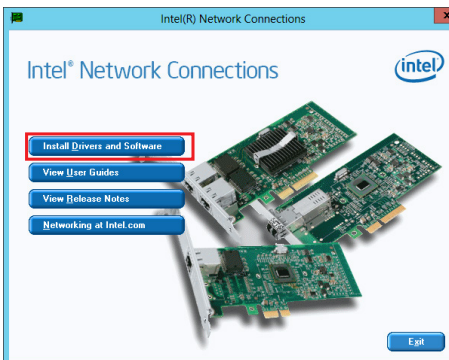 Intel(R) Network Connections
x
Intel® Network Connections
intel
Install Drivers and Software
View User Guides
View Release Notes
Networking at Intel.com
Exit